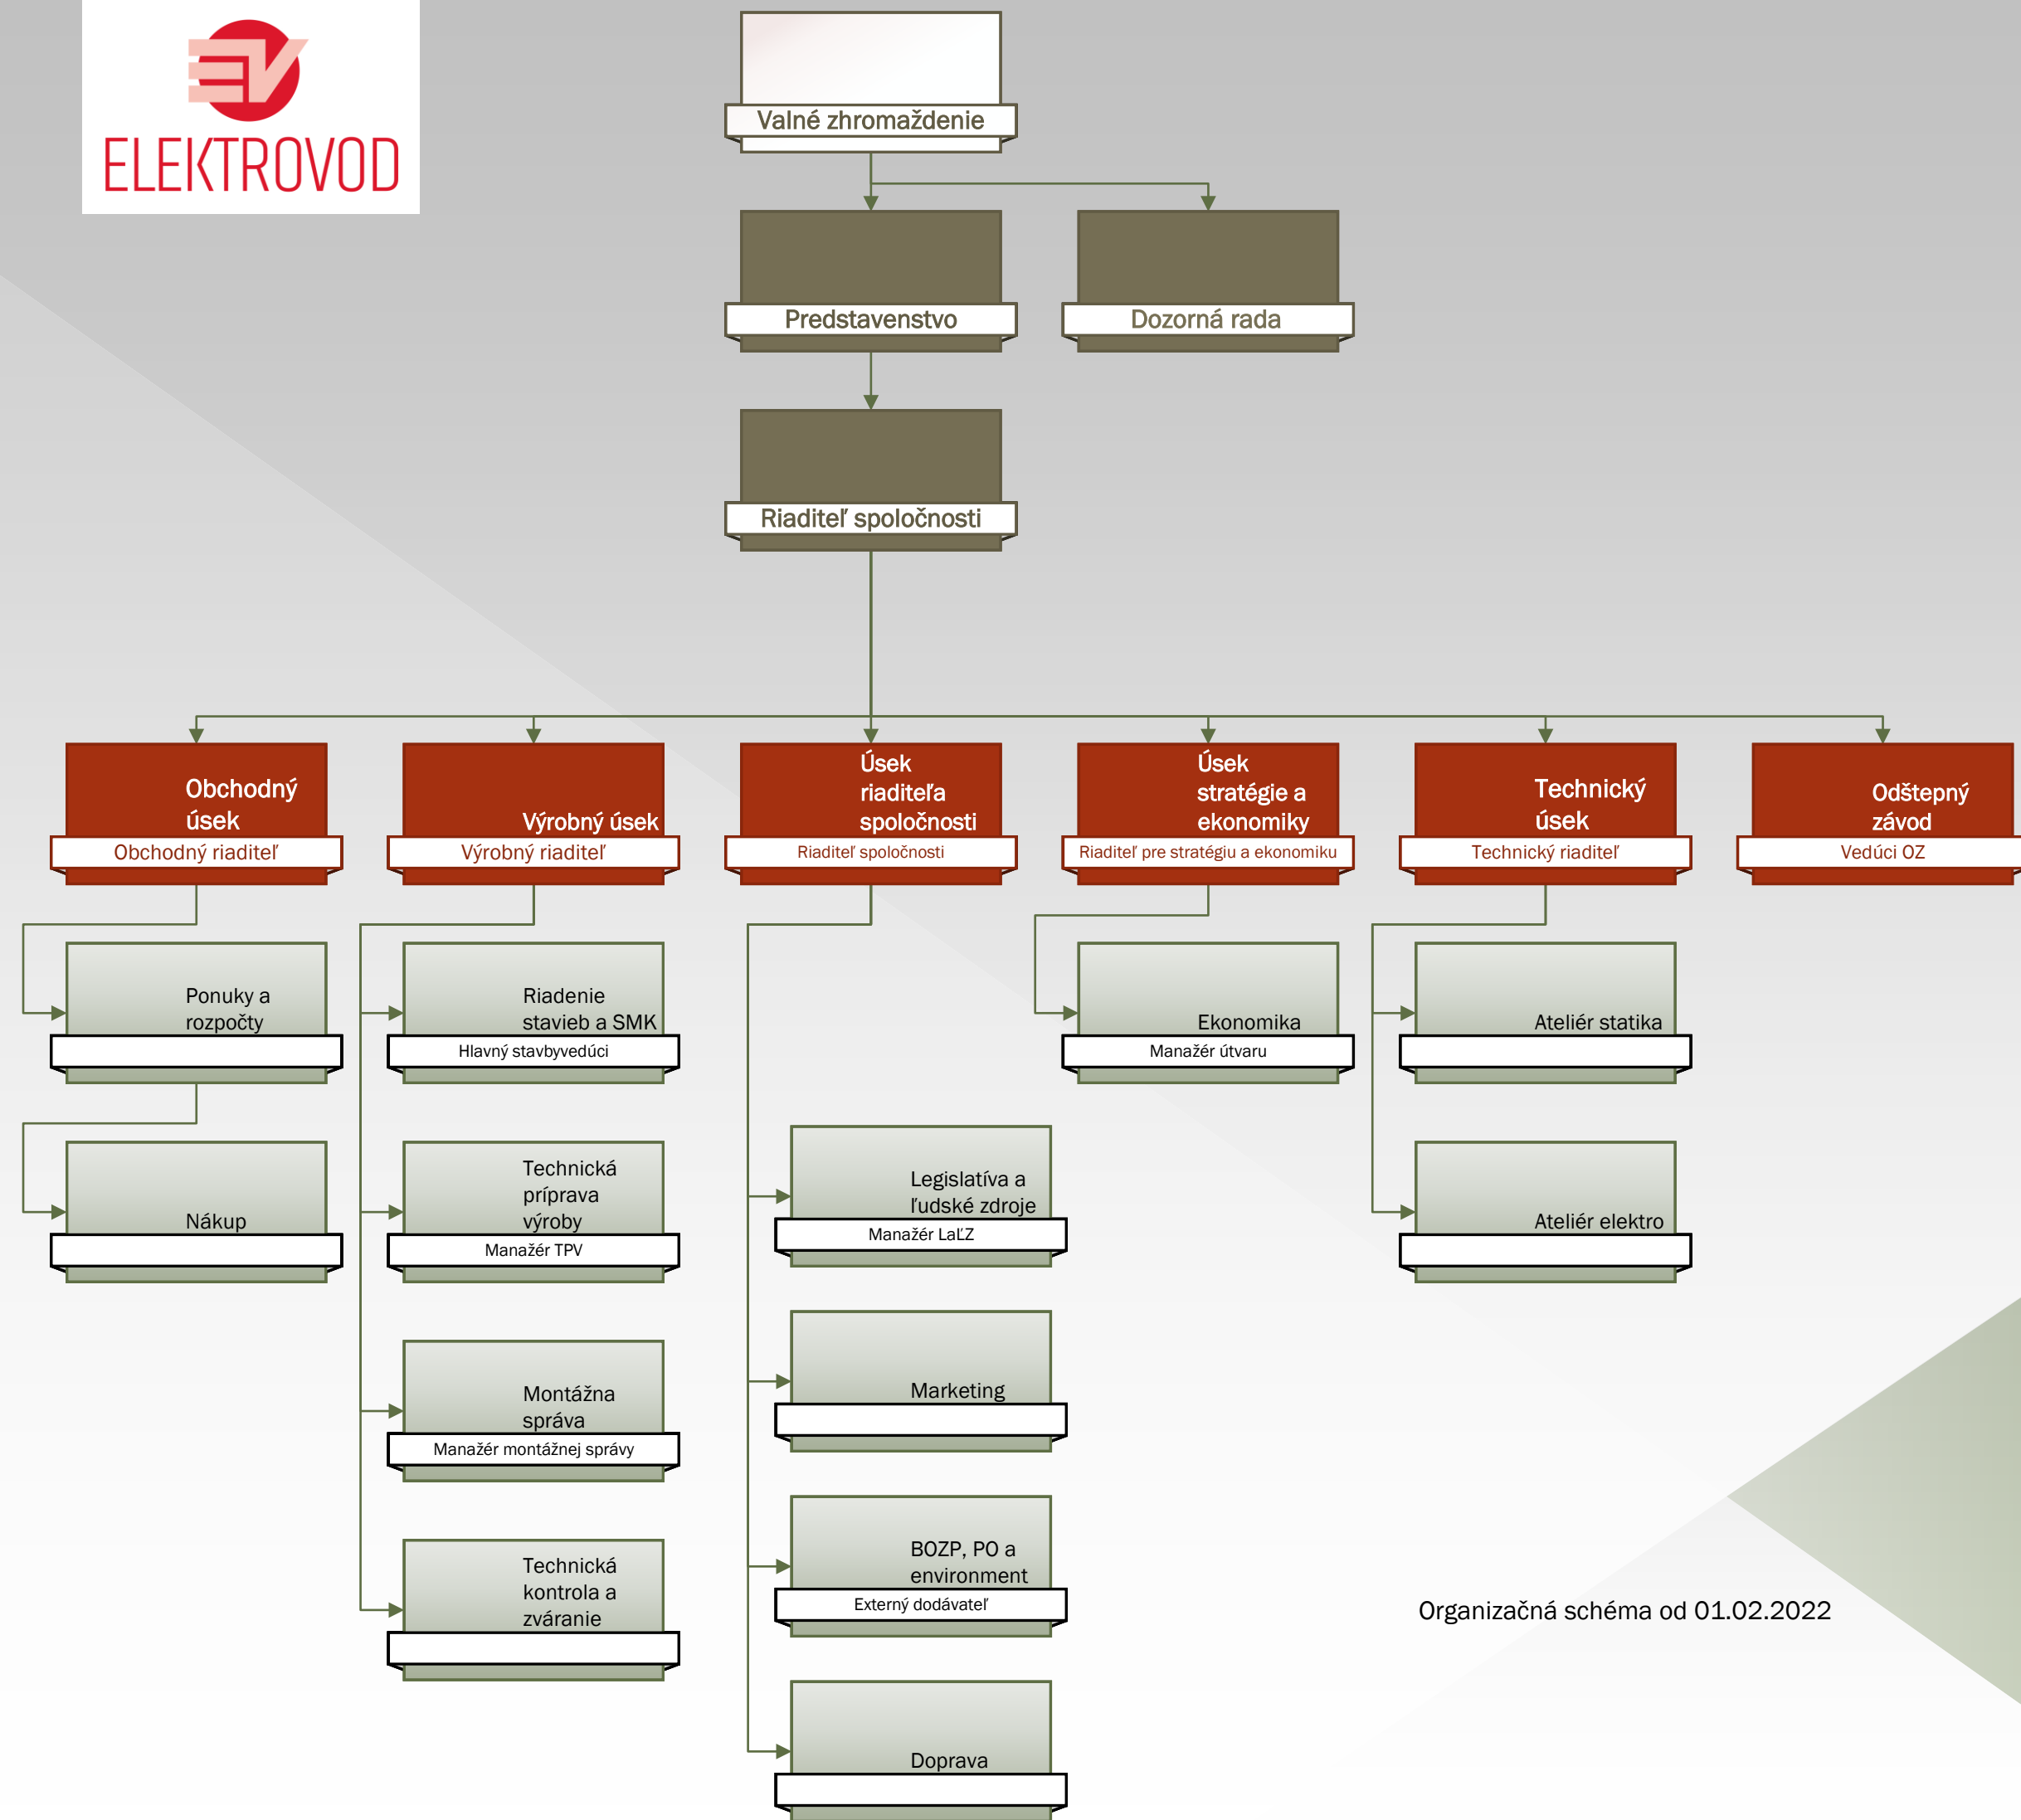 ELEKTROVOD
Valné zhromaždenie
Predstavenstvo
Dozorná rada
Riaditeľ spoločnosti
Obchodný
úsek
Obchodný riaditeľ
Výrobný úsek
Výrobný riaditeľ
Úsek
riaditeľa
spoločnosti
Riaditeľ spoločnosti
Úsek
stratégie a
ekonomiky
Riaditeľ pre stratégiu a ekonomiku
Technický
úsek
Technický riaditeľ
Odštepný
závod
Vedúci OZ
Ponuky a
rozpočty
Nákup
Riadenie
stavieb a SMK
Hlavný stavbyvedúci
Technická
príprava
výroby
Manažér TPV
Montážna
správa
Manažér montážnej správy
Technická
kontrola a
zváranie
Legislatíva a
ľudské zdroje
Manažér LaĽZ
Marketing
BOZP, PO a
environment
Externý dodávateľ
Doprava
Ekonomika
Manažér útvaru
Ateliér statika
Ateliér elektro
Organizačná schéma od 01.02.2022